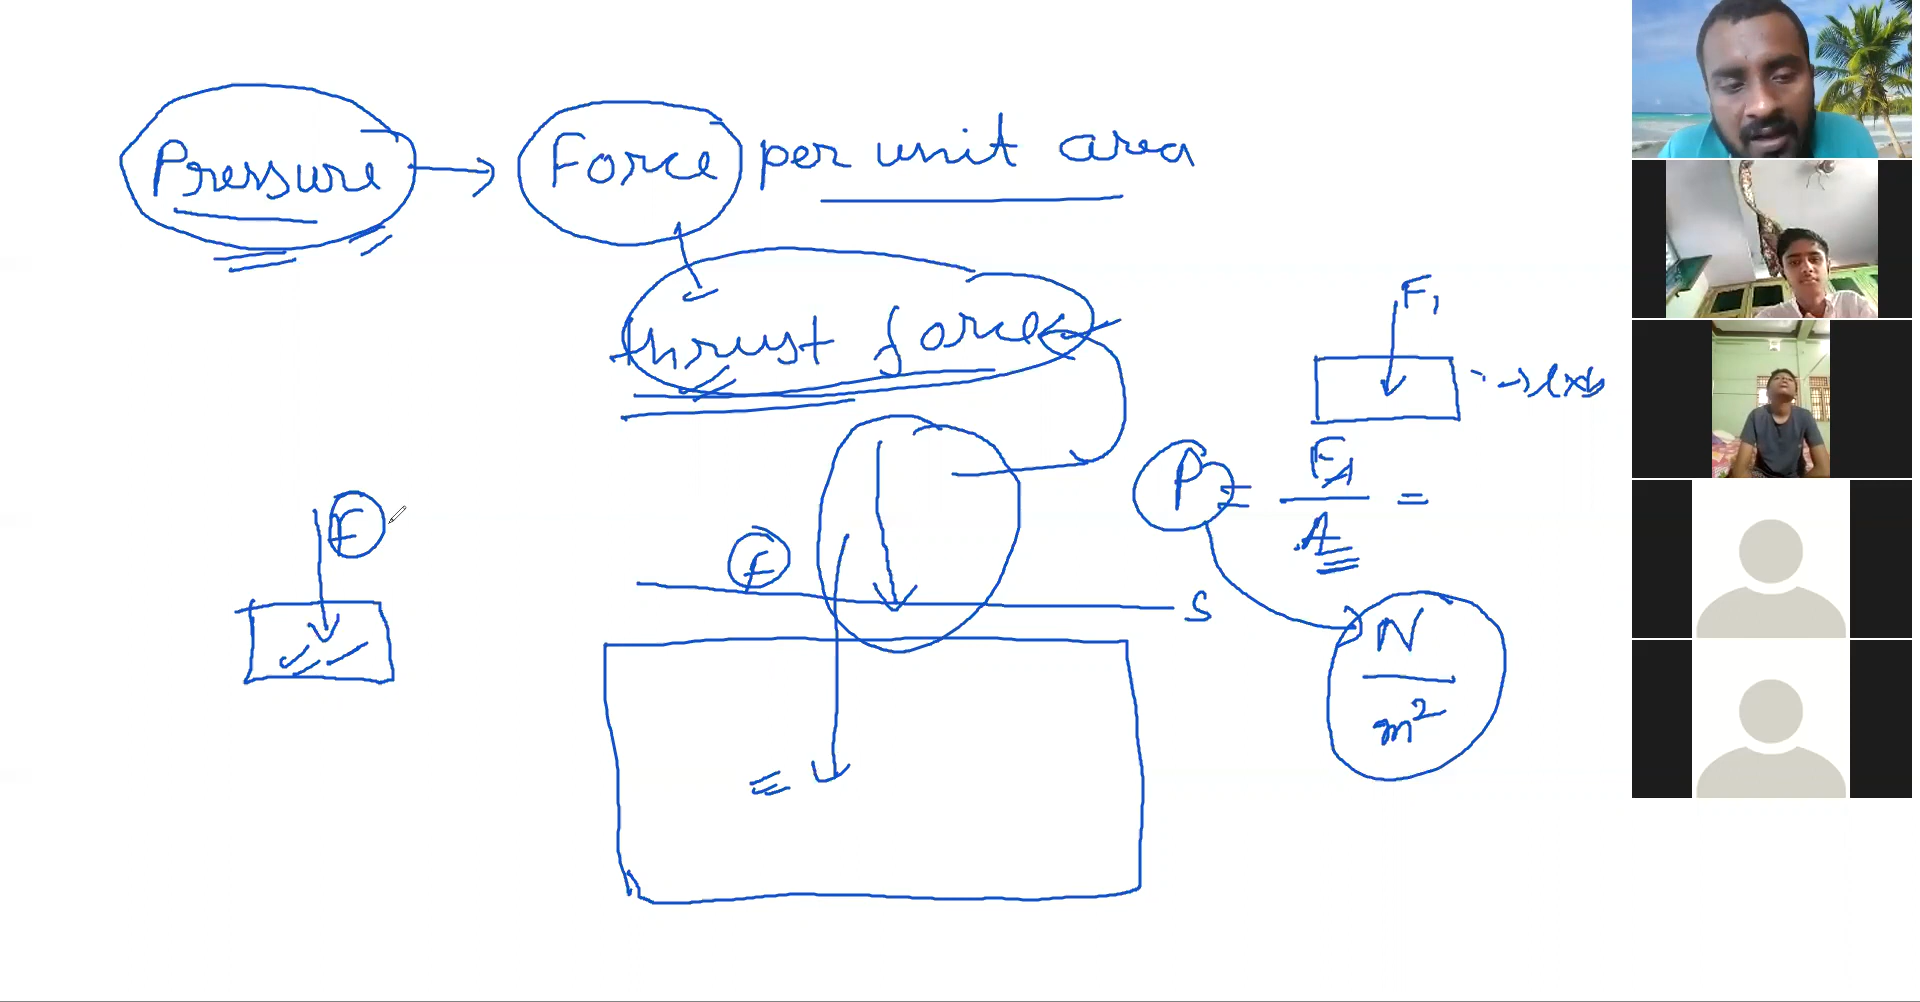 Pressure → Force per unit area
thrust force
F₁
→ l×b
P = F₁/A =
F
f
S
N/m²